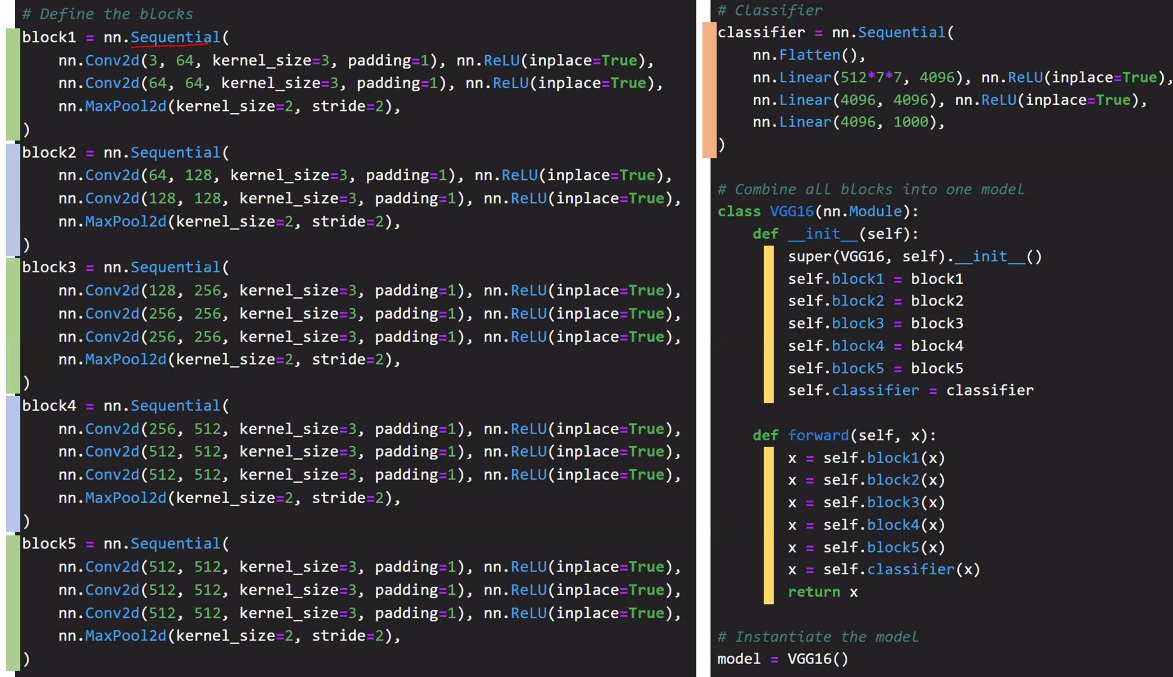 # Define the blocks
block1 = nn.Sequential(
    nn.Conv2d(3, 64, kernel_size=3, padding=1), nn.ReLU(inplace=True),
    nn.Conv2d(64, 64, kernel_size=3, padding=1), nn.ReLU(inplace=True),
    nn.MaxPool2d(kernel_size=2, stride=2),
)
block2 = nn.Sequential(
    nn.Conv2d(64, 128, kernel_size=3, padding=1), nn.ReLU(inplace=True),
    nn.Conv2d(128, 128, kernel_size=3, padding=1), nn.ReLU(inplace=True),
    nn.MaxPool2d(kernel_size=2, stride=2),
)
block3 = nn.Sequential(
    nn.Conv2d(128, 256, kernel_size=3, padding=1), nn.ReLU(inplace=True),
    nn.Conv2d(256, 256, kernel_size=3, padding=1), nn.ReLU(inplace=True),
    nn.Conv2d(256, 256, kernel_size=3, padding=1), nn.ReLU(inplace=True),
    nn.MaxPool2d(kernel_size=2, stride=2),
)
block4 = nn.Sequential(
    nn.Conv2d(256, 512, kernel_size=3, padding=1), nn.ReLU(inplace=True),
    nn.Conv2d(512, 512, kernel_size=3, padding=1), nn.ReLU(inplace=True),
    nn.Conv2d(512, 512, kernel_size=3, padding=1), nn.ReLU(inplace=True),
    nn.MaxPool2d(kernel_size=2, stride=2),
)
block5 = nn.Sequential(
    nn.Conv2d(512, 512, kernel_size=3, padding=1), nn.ReLU(inplace=True),
    nn.Conv2d(512, 512, kernel_size=3, padding=1), nn.ReLU(inplace=True),
    nn.Conv2d(512, 512, kernel_size=3, padding=1), nn.ReLU(inplace=True),
    nn.MaxPool2d(kernel_size=2, stride=2),
)
# Classifier
classifier = nn.Sequential(
    nn.Flatten(),
    nn.Linear(512*7*7, 4096), nn.ReLU(inplace=True),
    nn.Linear(4096, 4096), nn.ReLU(inplace=True),
    nn.Linear(4096, 1000),
)
# Combine all blocks into one model
class VGG16(nn.Module):
    def __init__(self):
        super(VGG16, self).__init__()
        self.block1 = block1
        self.block2 = block2
        self.block3 = block3
        self.block4 = block4
        self.block5 = block5
        self.classifier = classifier
    def forward(self, x):
        x = self.block1(x)
        x = self.block2(x)
        x = self.block3(x)
        x = self.block4(x)
        x = self.block5(x)
        x = self.classifier(x)
        return x
# Instantiate the model
model = VGG16()